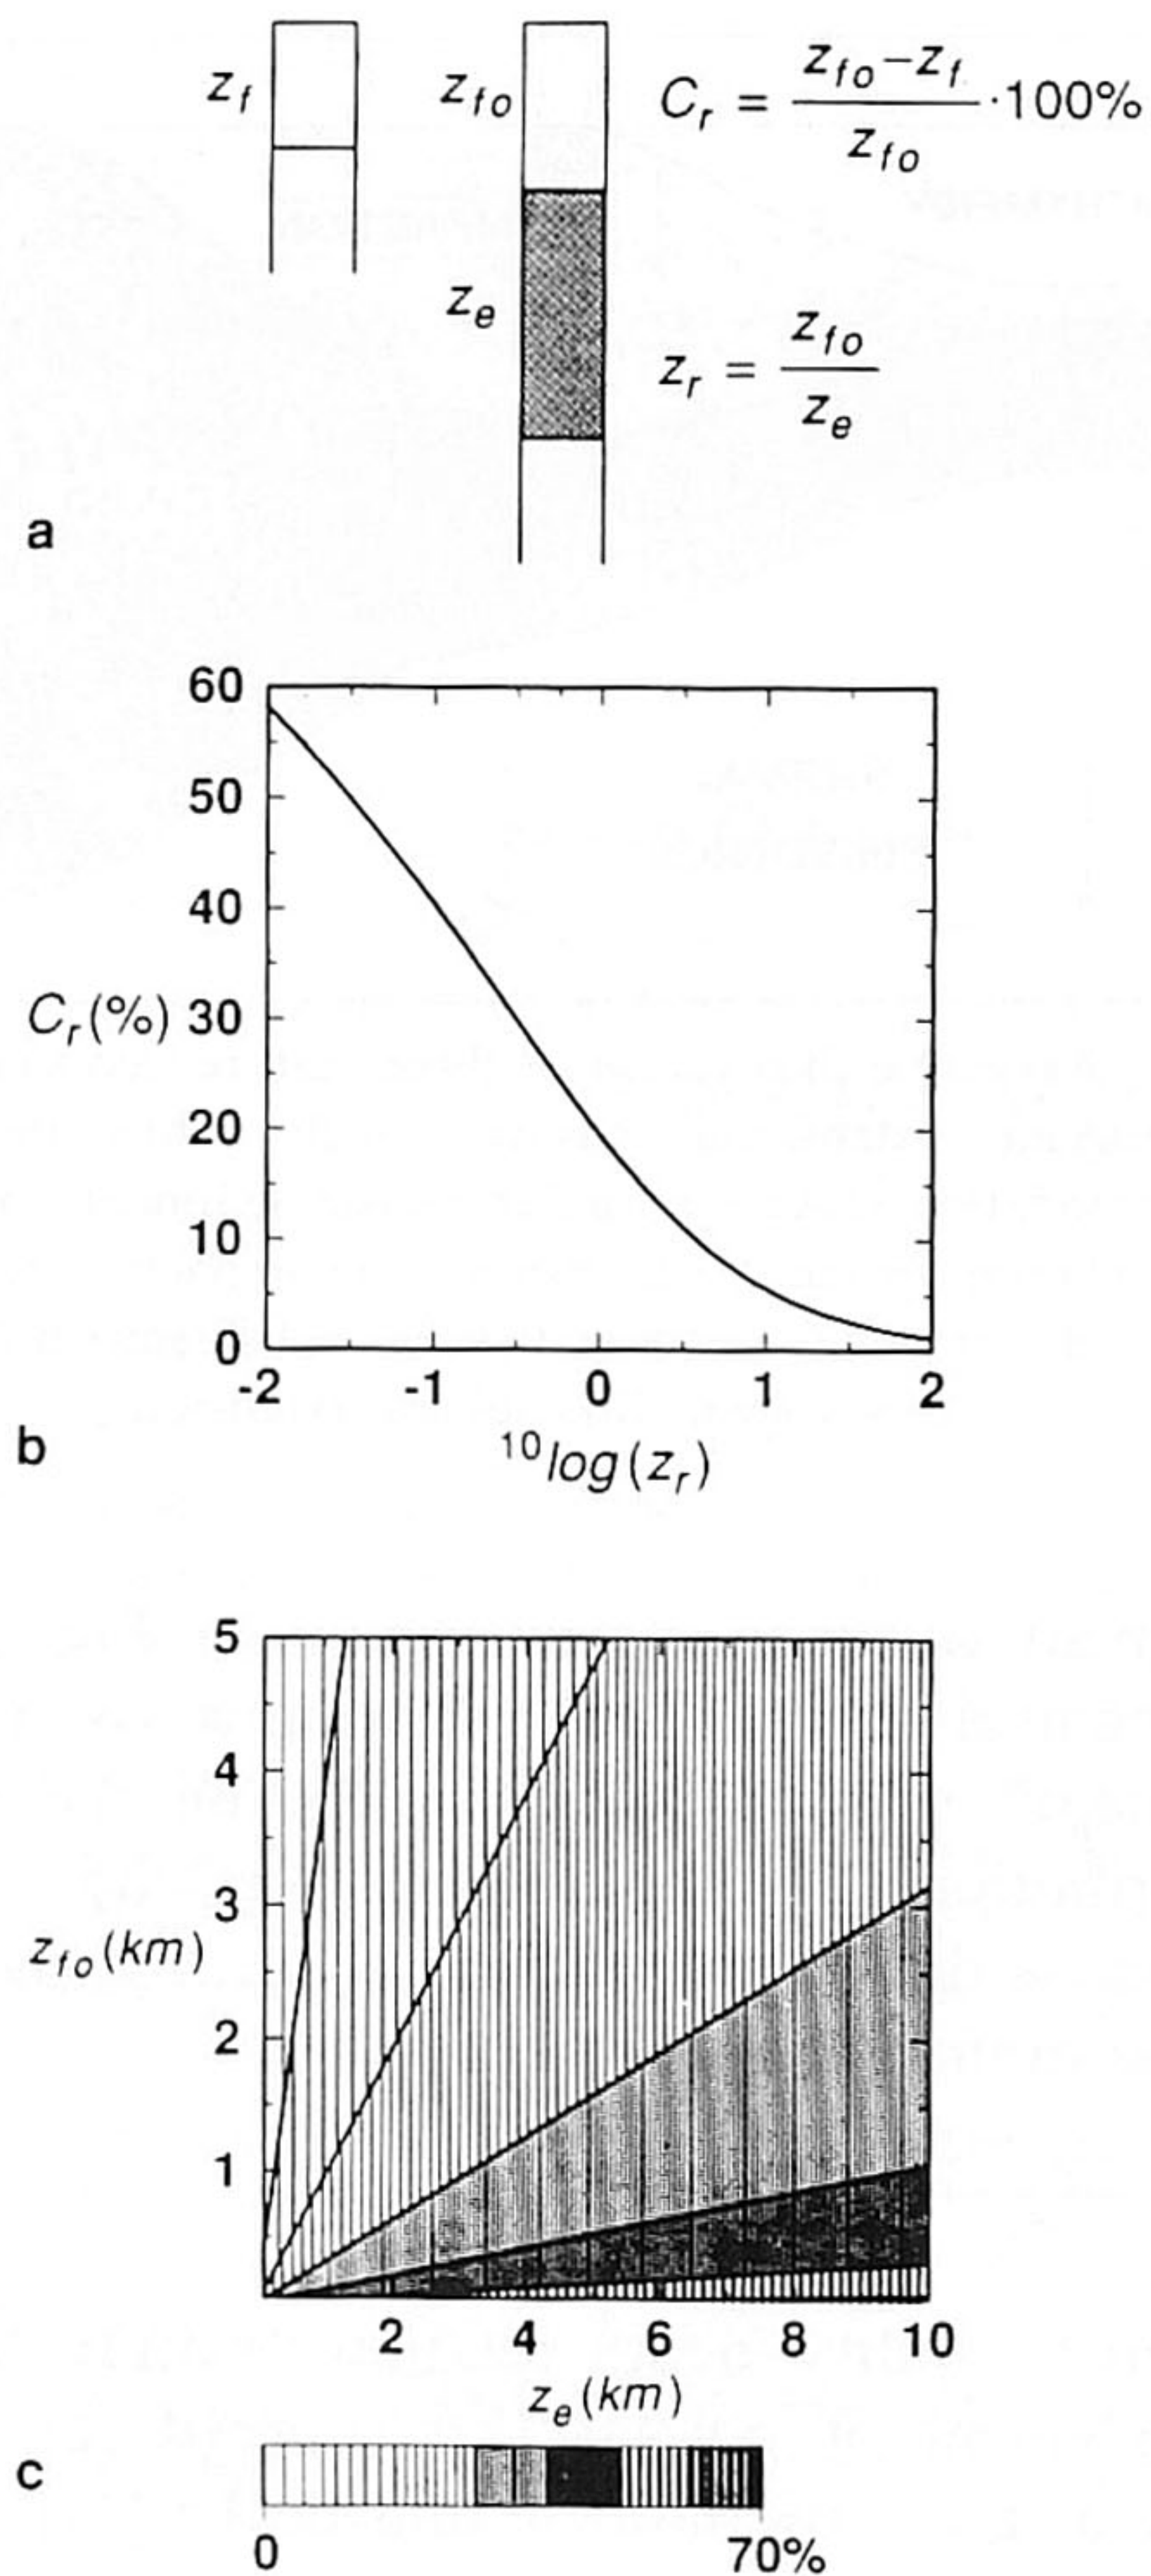 z_f z_fo C_r = (z_fo − z_f) / z_fo · 100%
z_e z_r = z_fo / z_e
a
60
50
40
C_r (%) 30
20
10
0
-2 -1 0 1 2
b
^10 log (z_r)
5
4
3
z_fo (km)
2
1
2 4 6 8 10
z_e (km)
c
0 70%